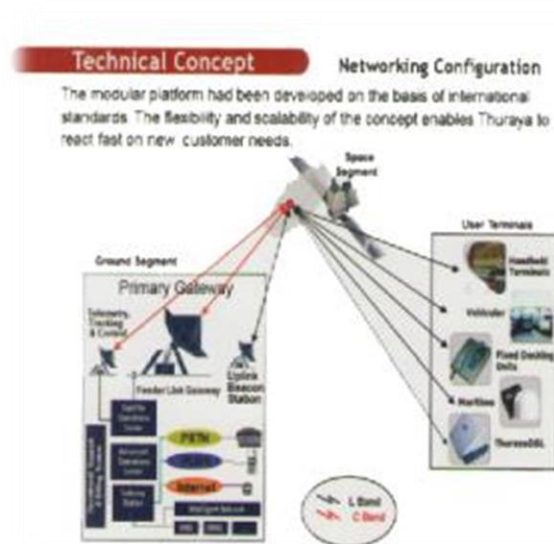 Technical Concept
Networking Configuration
The modular platform had been developed on the basis of international
standards. The flexibility and scalability of the concept enables Thuraya to
react fast on new customer needs.
Space
Segment
User Terminals
Ground Segment
Primary Gateway
Handheld
Terminals
Telemetry,
Tracking
& Control
Vehicular
Fixed Docking
Units
Uplink
Beacon
Station
Feeder Link Gateway
Maritime
PSTN
ThurayaDSL
Internet
L Band
C Band